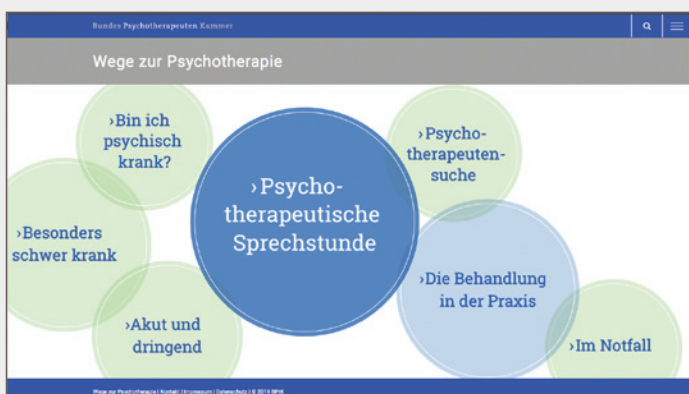 Bundes Psychotherapeuten Kammer
Wege zur Psychotherapie
›Bin ich
psychisch
krank?
›Psycho-
therapeuten-
suche
›Psycho-
therapeutische
Sprechstunde
›Besonders
schwer krank
›Die Behandlung
in der Praxis
›Akut und
dringend
›Im Notfall
Wege zur Psychotherapie | Kontakt | Impressum | Datenschutz | © 2019 BPtK